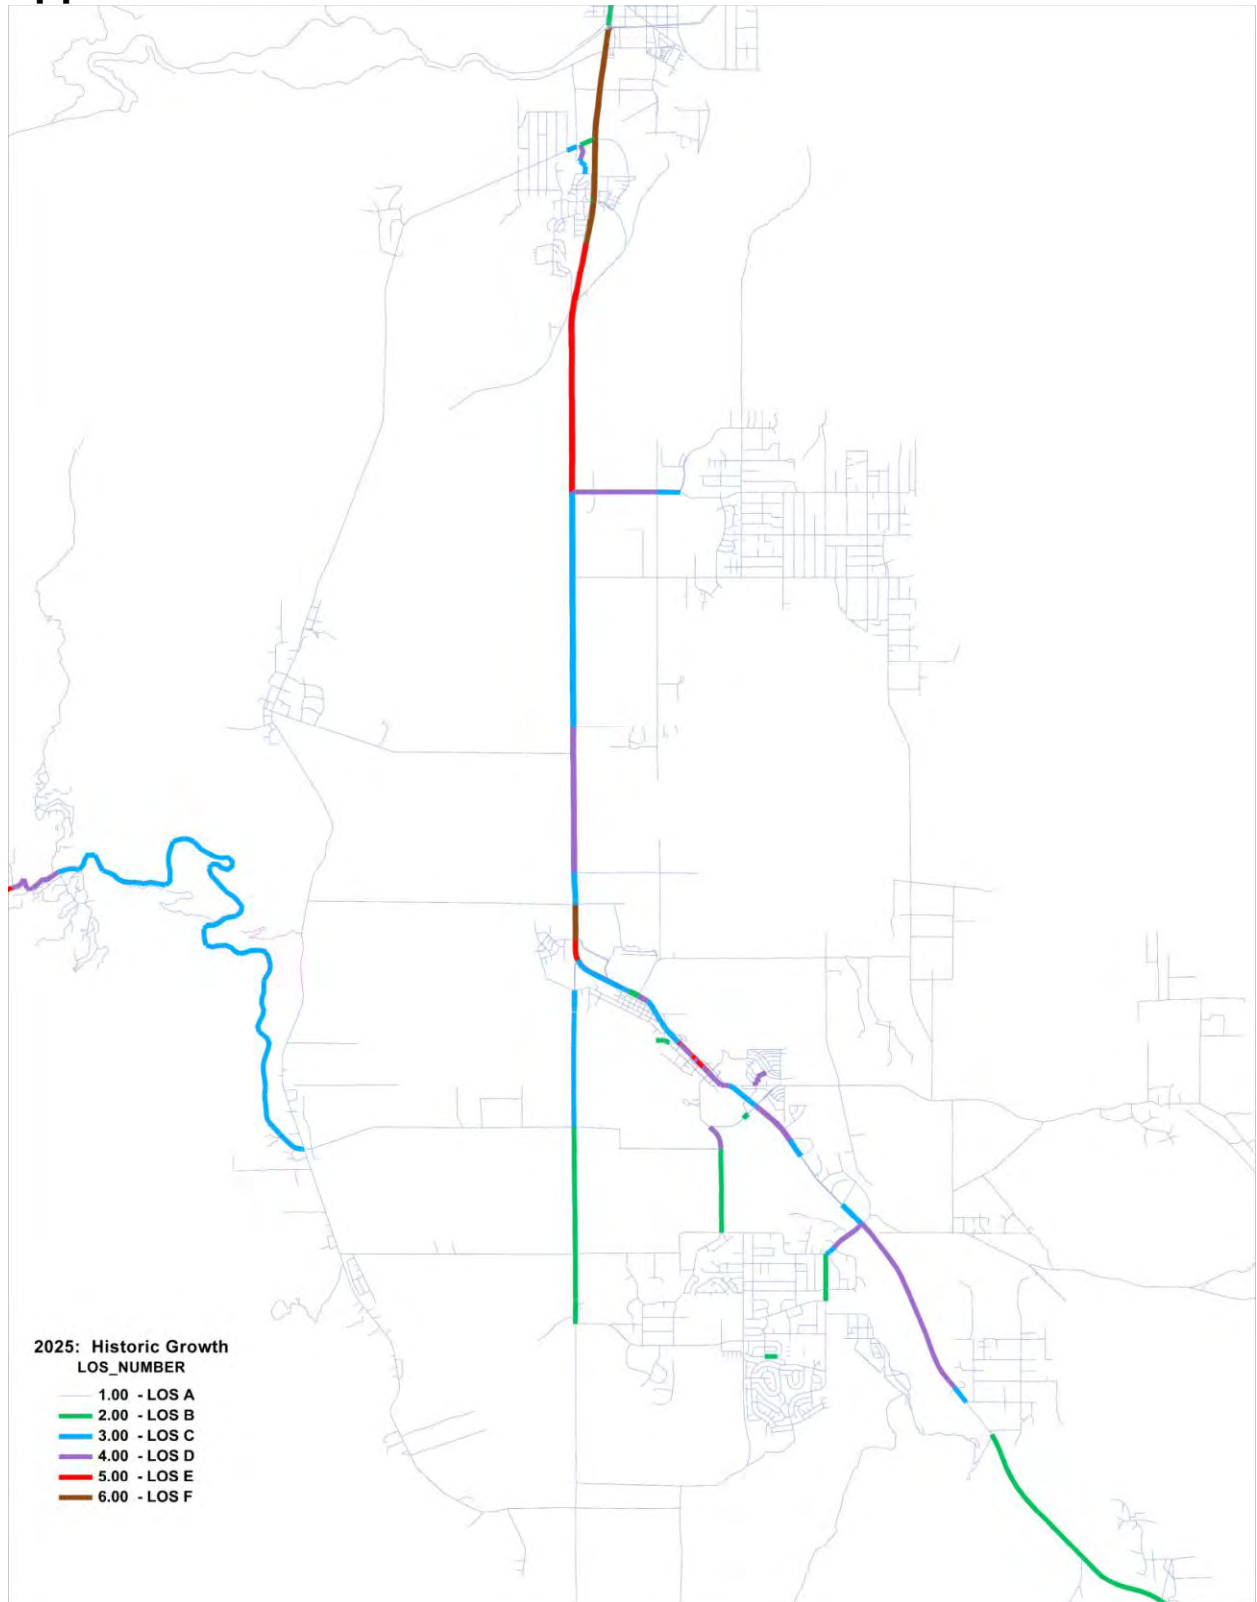 2025: Historic Growth
LOS_NUMBER
1.00 - LOS A
2.00 - LOS B
3.00 - LOS C
4.00 - LOS D
5.00 - LOS E
6.00 - LOS F